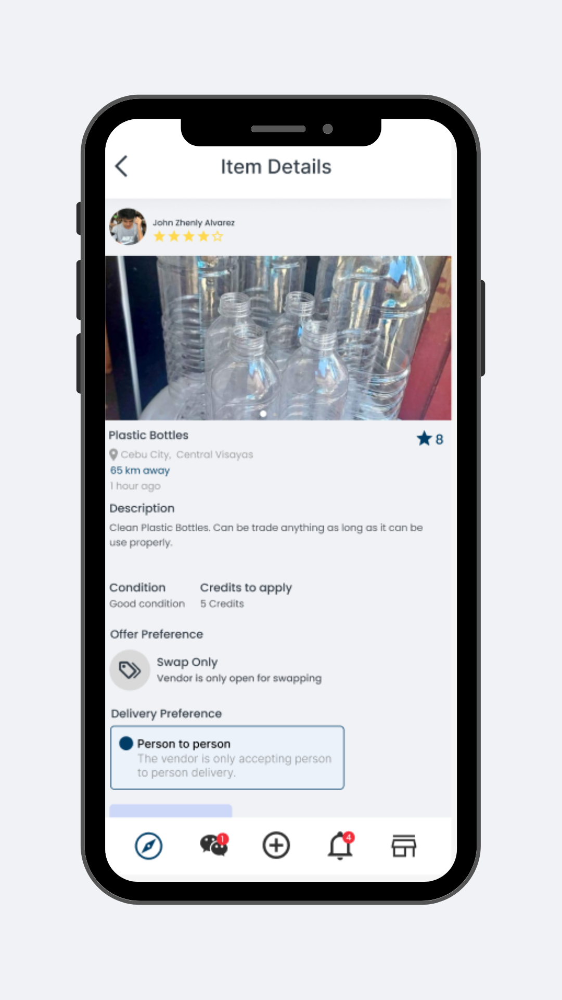 Item Details
John Zhenly Alvarez
Plastic Bottles
8
Cebu City, Central Visayas
65 km away
1 hour ago
Description
Clean Plastic Bottles. Can be trade anything as long as it can be
use properly.
Condition
Credits to apply
Good condition
5 Credits
Offer Preference
Swap Only
Vendor is only open for swapping
Delivery Preference
Person to person
The vendor is only accepting person
to person delivery.
1
4